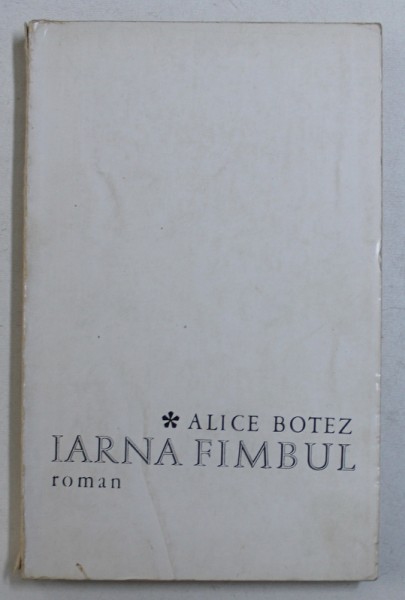 * ALICE BOTEZ
IARNA FIMBUL
roman